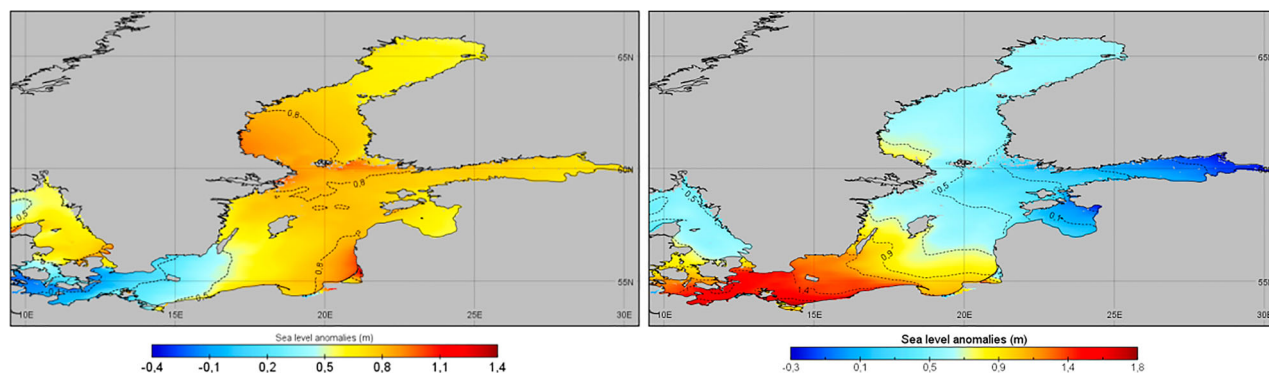 65N
0,8
60N
0,8
0,5
0,8
55N
10E 15E 20E 25E 30E
Sea level anomalies (m)
-0,4 -0,1 0,2 0,5 0,8 1,1 1,4
65N
0,5
0,1
0,5
0,9
1,4
55N
10E 15E 20E 25E 30E
Sea level anomalies (m)
-0,3 0,1 0,5 0,9 1,4 1,8